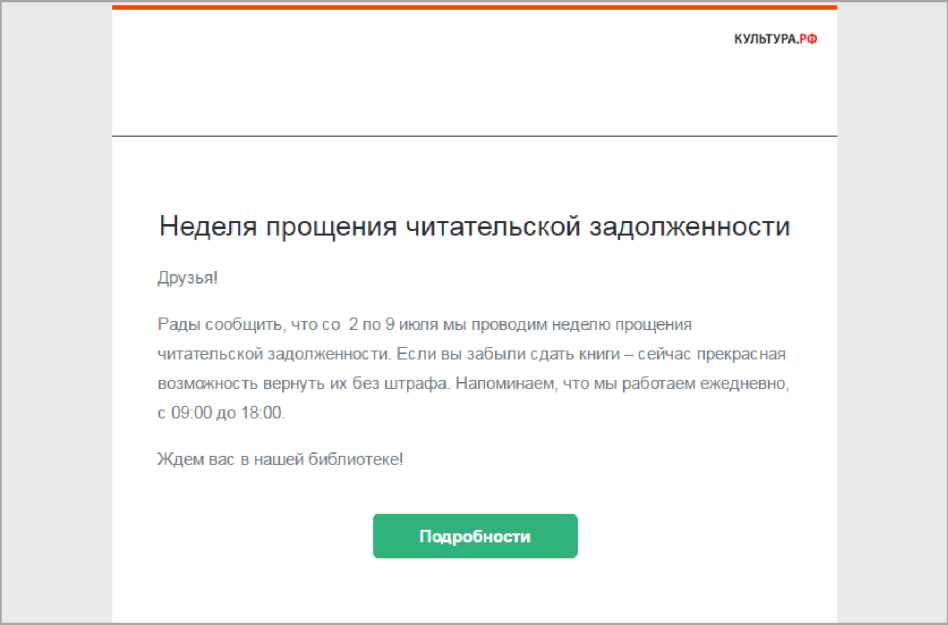 КУЛЬТУРА.РФ
Неделя прощения читательской задолженности
Друзья!
Рады сообщить, что со  2 по 9 июля мы проводим неделю прощения
читательской задолженности. Если вы забыли сдать книги – сейчас прекрасная
возможность вернуть их без штрафа. Напоминаем, что мы работаем ежедневно,
с 09:00 до 18:00.
Ждем вас в нашей библиотеке!
Подробности